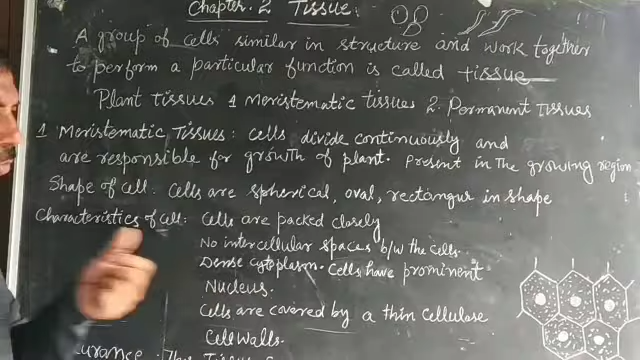 Chapter. 2 Tissue.
A group of cells similar in structure and work together
to perform a particular function is called tissue
Plant Tissues 1 Meristematic tissues 2. Permanent Tissues
1 Meristematic Tissues: cells divide continuously and
are responsible for growth of plant. Present in the growing region
Shape of cell. Cells are spherical, oval, rectangur in shape
Characteristics of cell: Cells are packed closely
No intercellular spaces b/w the cells.
Dense cytoplasm. Cells have prominent
Nucleus.
Cells are covered by a thin cellulose
Cell walls.